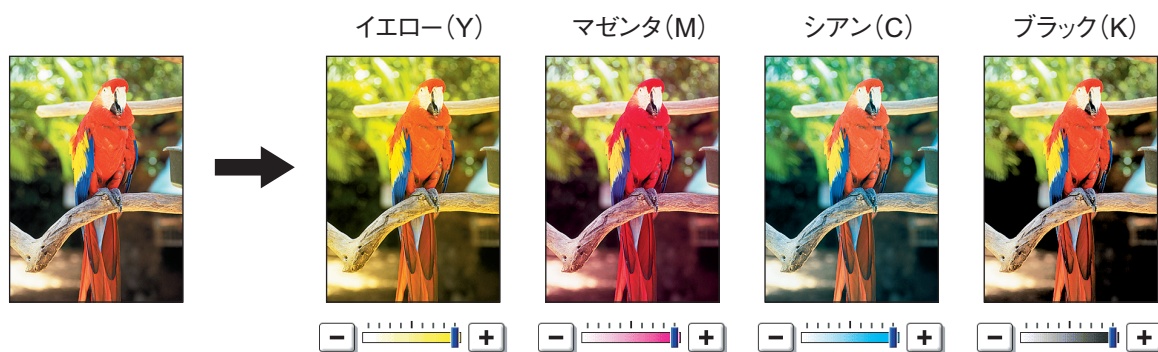 イエロー（Y） マゼンタ（M） シアン（C） ブラック（K）
− + − + − + − +